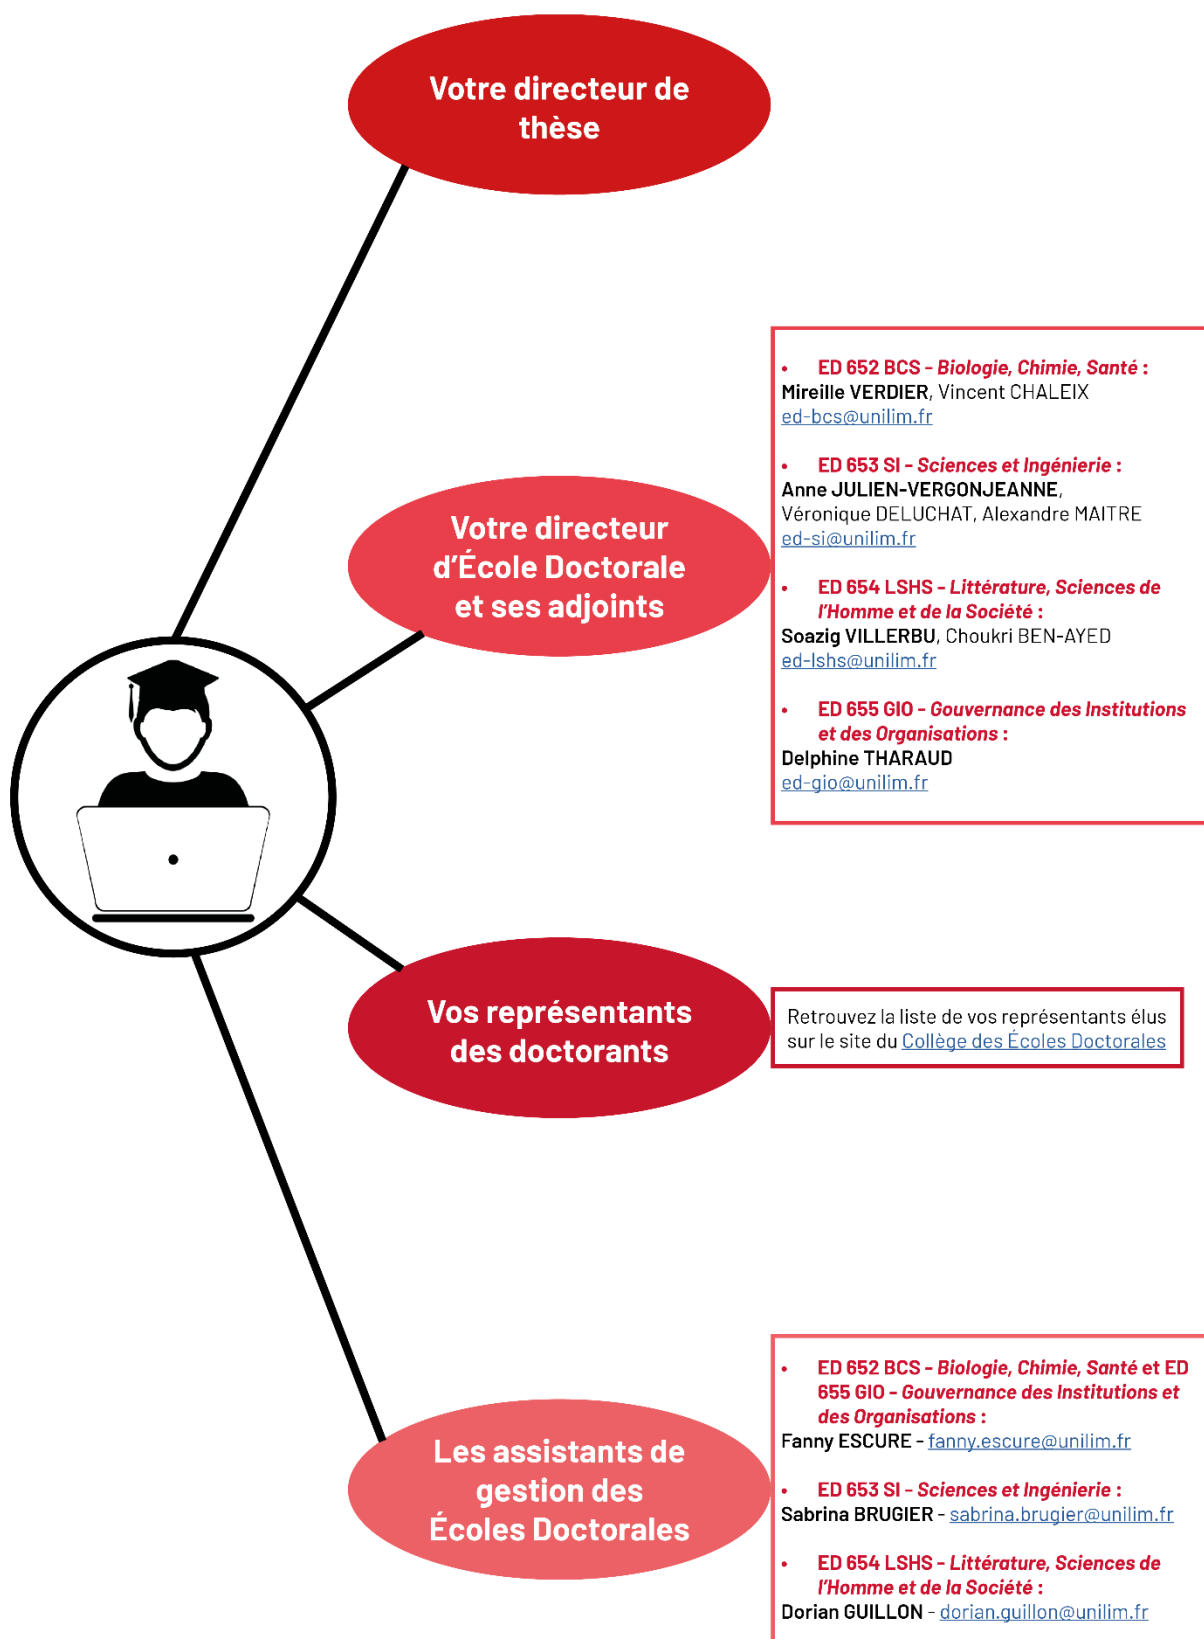 Votre directeur de
thèse
• ED 652 BCS - Biologie, Chimie, Santé :
Mireille VERDIER, Vincent CHALEIX
ed-bcs@unilim.fr
• ED 653 SI - Sciences et Ingénierie :
Anne JULIEN-VERGONJEANNE,
Véronique DELUCHAT, Alexandre MAITRE
ed-si@unilim.fr
• ED 654 LSHS - Littérature, Sciences de
l'Homme et de la Société :
Soazig VILLERBU, Choukri BEN-AYED
ed-lshs@unilim.fr
• ED 655 GIO - Gouvernance des Institutions
et des Organisations :
Delphine THARAUD
ed-gio@unilim.fr
Votre directeur
d'École Doctorale
et ses adjoints
Vos représentants
des doctorants
Retrouvez la liste de vos représentants élus
sur le site du Collège des Écoles Doctorales
Les assistants de
gestion des
Écoles Doctorales
• ED 652 BCS - Biologie, Chimie, Santé et ED
655 GIO - Gouvernance des Institutions et
des Organisations :
Fanny ESCURE - fanny.escure@unilim.fr
• ED 653 SI - Sciences et Ingénierie :
Sabrina BRUGIER - sabrina.brugier@unilim.fr
• ED 654 LSHS - Littérature, Sciences de
l'Homme et de la Société :
Dorian GUILLON - dorian.guillon@unilim.fr